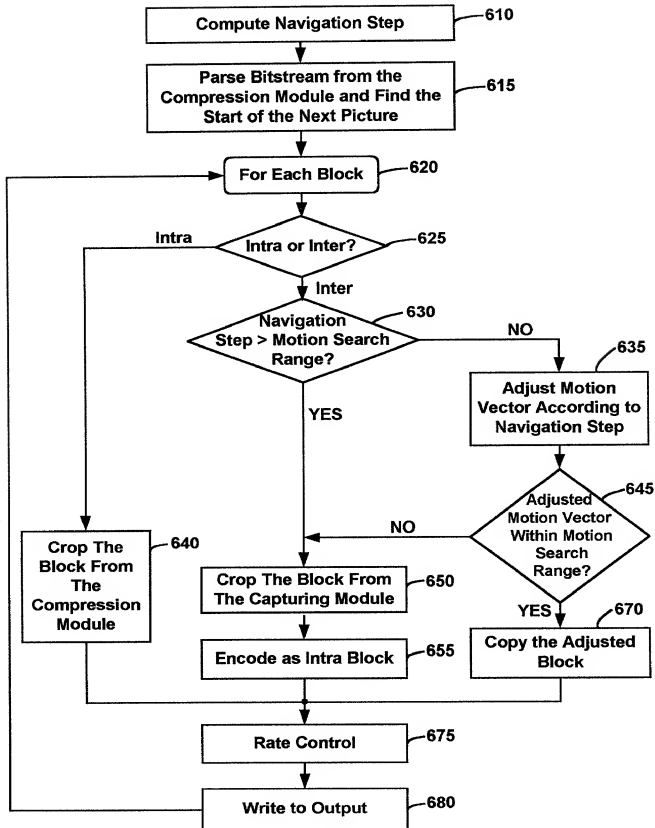 Compute Navigation Step
610
Parse Bitstream from the
Compression Module and Find the
Start of the Next Picture
615
For Each Block
620
Intra
Intra or Inter?
625
Inter
Navigation
Step > Motion Search
Range?
630
NO
YES
635
Adjust Motion
Vector According to
Navigation Step
Adjusted
Motion Vector
Within Motion
Search
Range?
645
NO
YES
Crop The
Block From
The
Compression
Module
640
Crop The Block From
The Capturing Module
650
Encode as Intra Block
655
670
Copy the Adjusted
Block
Rate Control
675
Write to Output
680